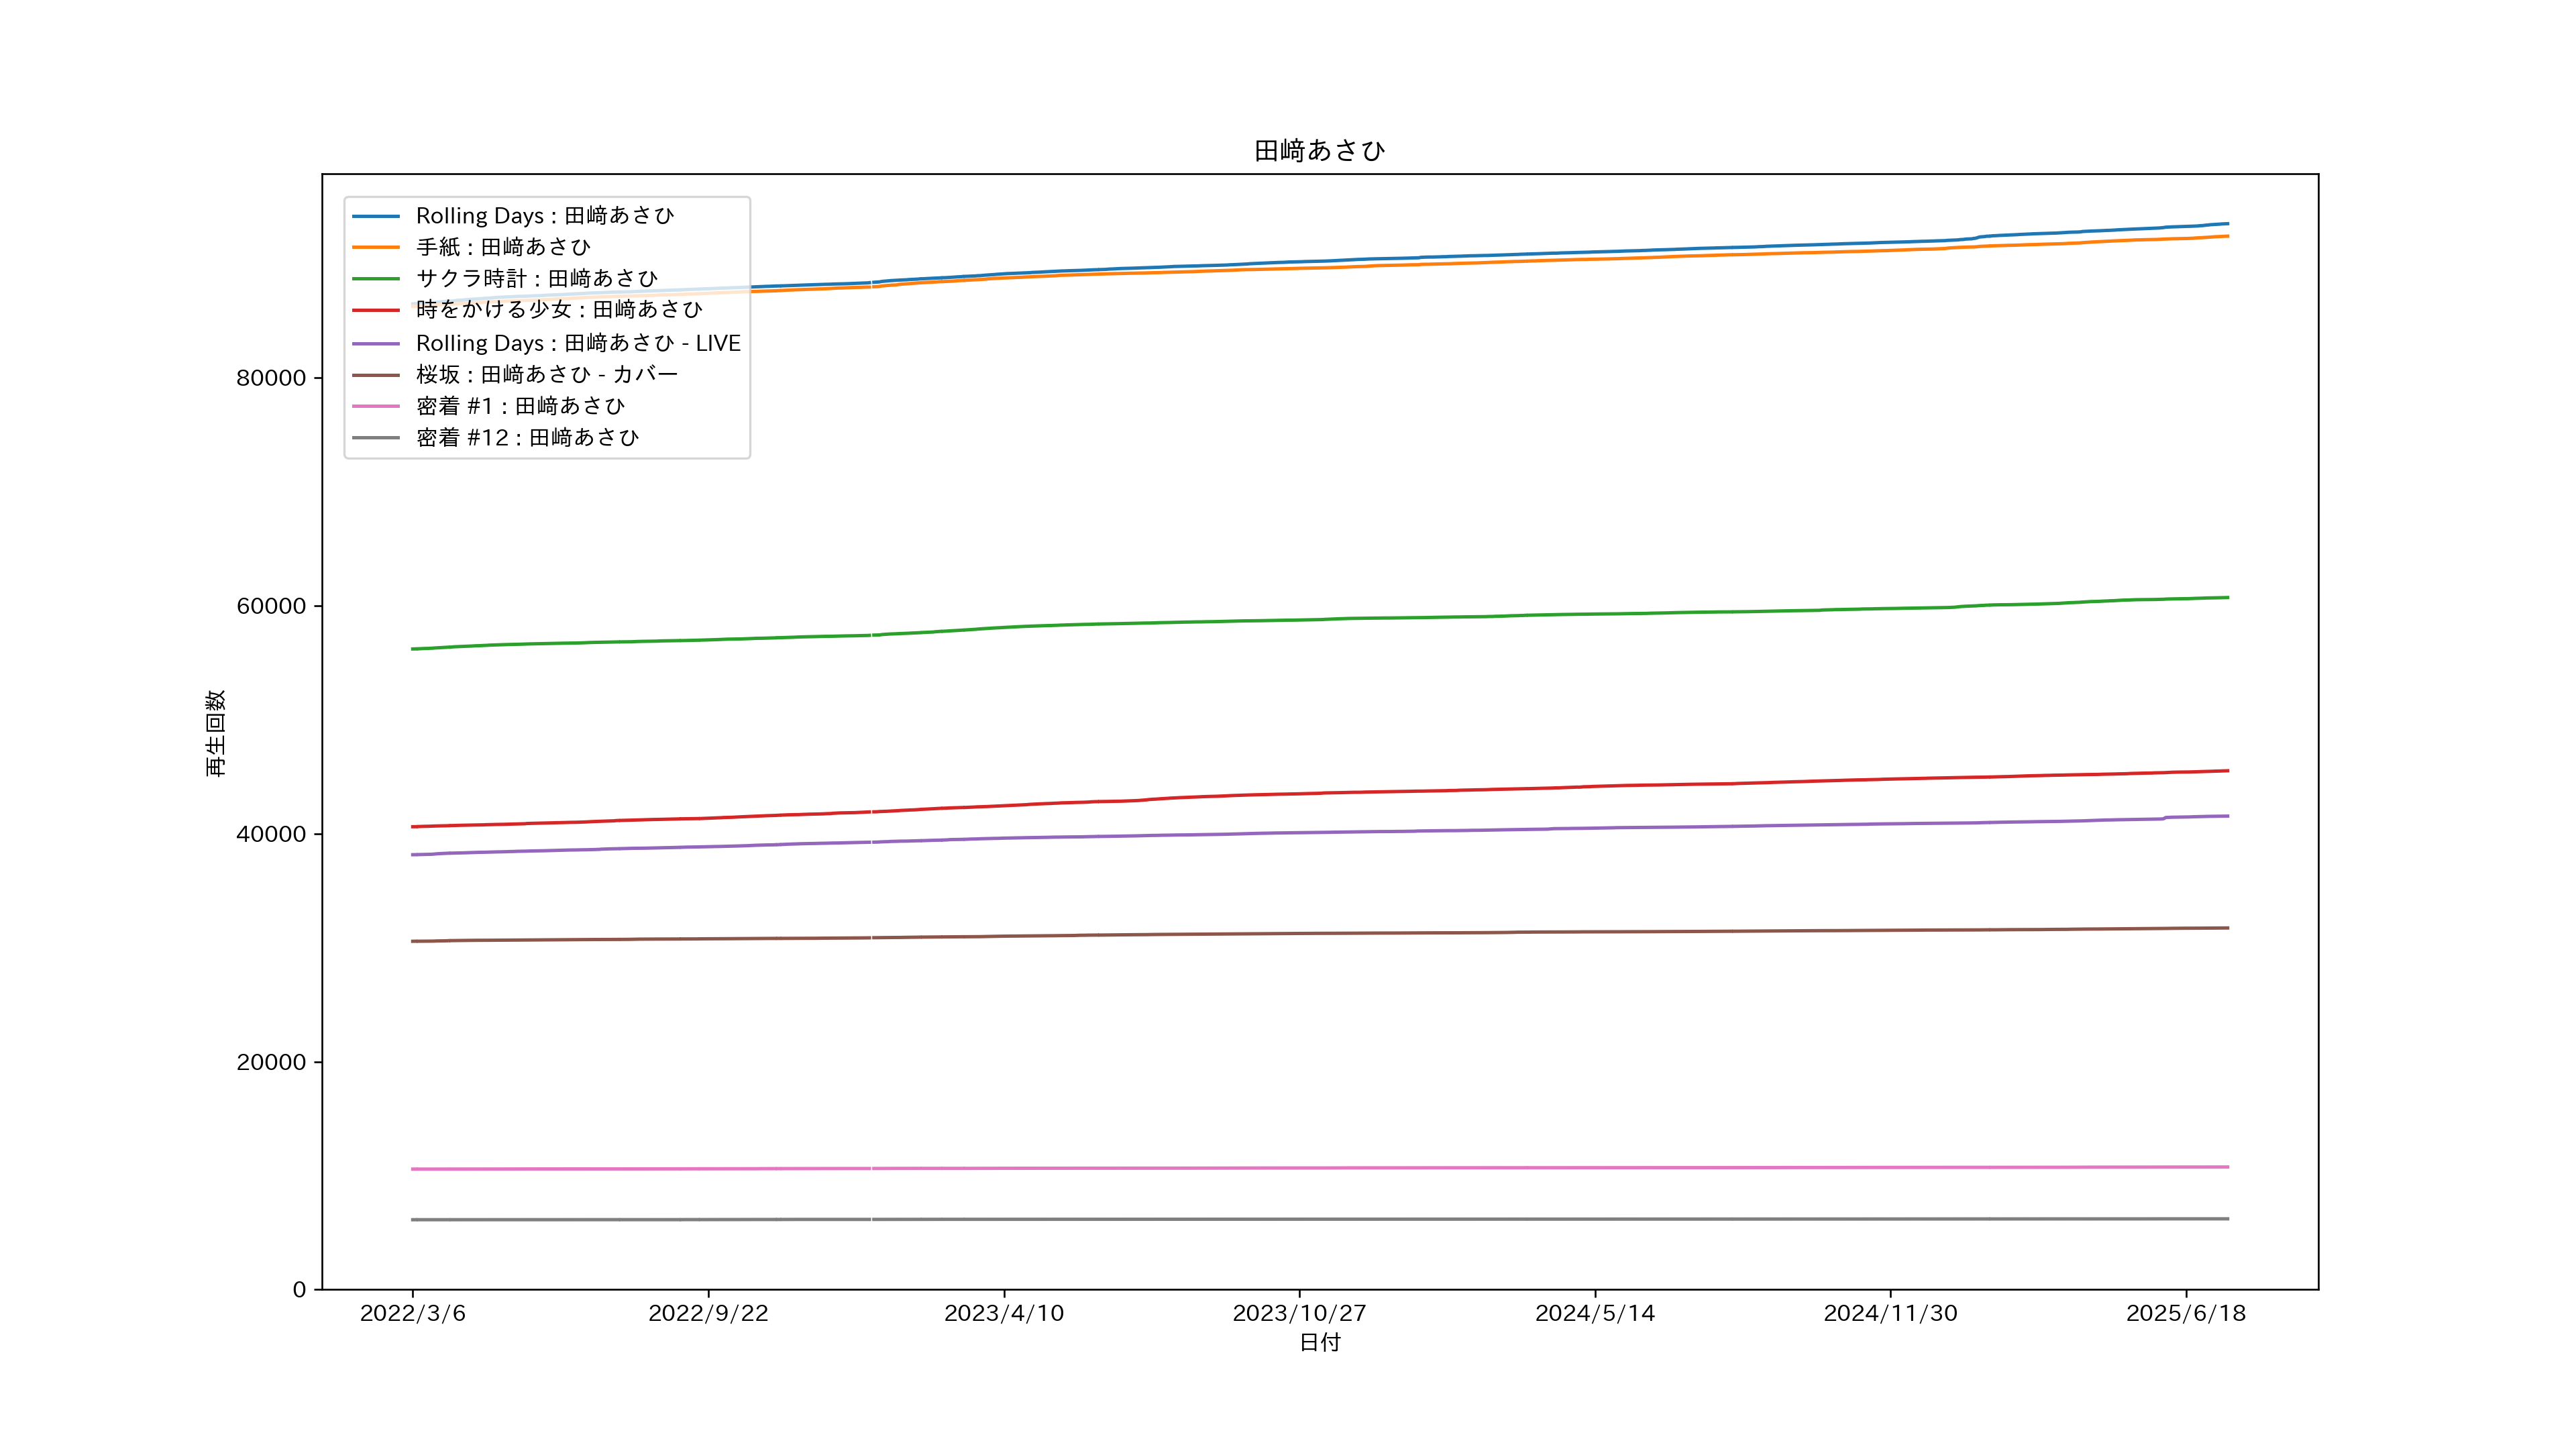 田﨑あさひ
Rolling Days : 田﨑あさひ
手紙 : 田﨑あさひ
サクラ時計 : 田﨑あさひ
時をかける少女 : 田﨑あさひ
Rolling Days : 田﨑あさひ - LIVE
桜坂 : 田﨑あさひ - カバー
密着 #1 : 田﨑あさひ
密着 #12 : 田﨑あさひ
80000
60000
40000
20000
0
再生回数
2022/3/6
2022/9/22
2023/4/10
2023/10/27
2024/5/14
2024/11/30
2025/6/18
日付